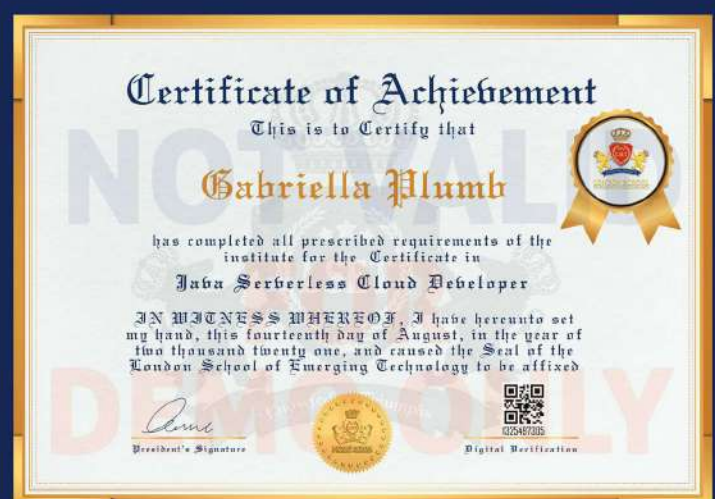 Certificate of Achievement
This is to Certify that
Gabriella Plumb
has completed all prescribed requirements of the
institute for the Certificate in
Java Serverless Cloud Developer
IN WITNESS WHEREOF, I have hereunto set
my hand, this fourteenth day of August, in the year of
two thousand twenty one, and caused the Seal of the
London School of Emerging Technology to be affixed
NOT VALID
FOR
DEMO ONLY
1325487305
President's Signature
Digital Verification